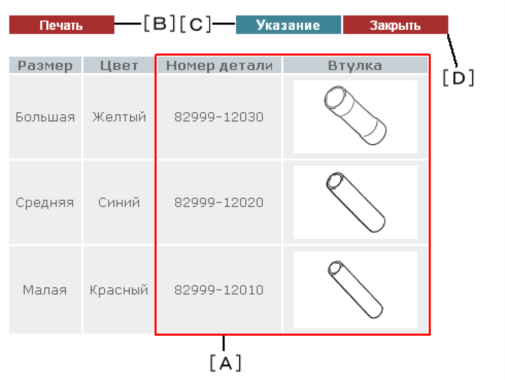 Печать [B][C] Указание Закрыть
[D]
Размер Цвет Номер детали Втулка
Большая Желтый 82999-12030
Средняя Синий 82999-12020
Малая Красный 82999-12010
[A]